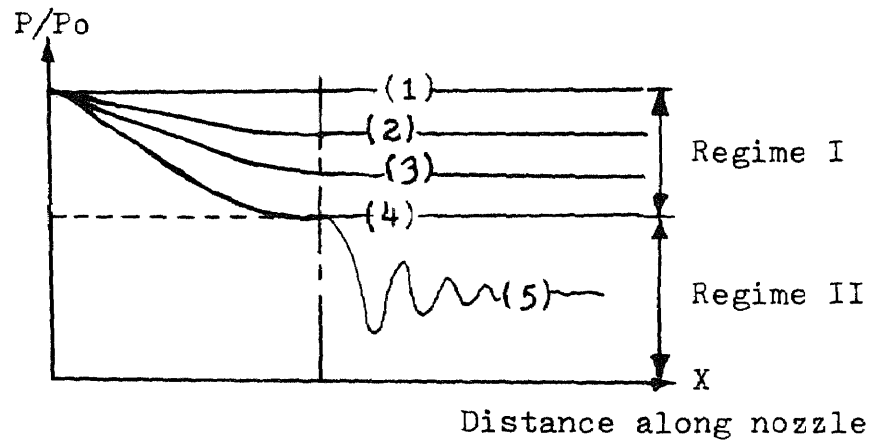 P/Po
(1)
(2)
Regime I
(3)
(4)
(5)
Regime II
X
Distance along nozzle